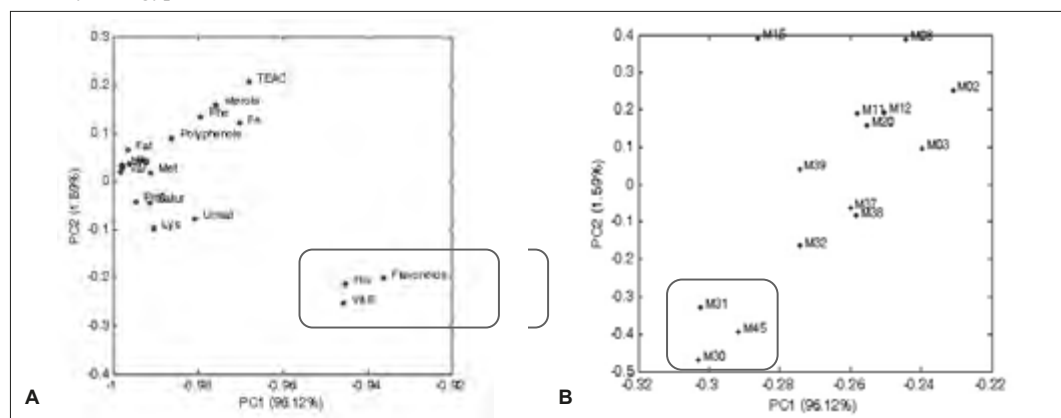 0.3
0.2
0.1
0
-0.1
-0.2
-0.3
-0.4
PC2 (1.59%)
TEAC
Phe
Fe
Polyphenols
Fat
Met
Lys
Unsat
Flavonoids
Vit E
-1
-0.98
-0.96
-0.94
-0.92
PC1 (96.12%)
A
0.4
0.3
0.2
0.1
0
-0.1
-0.2
-0.3
-0.4
-0.5
PC2 (1.59%)
M15
M02
M11
M12
M20
M03
M39
M37
M38
M32
M31
M45
M30
-0.32
-0.3
-0.28
-0.26
-0.24
-0.22
PC1 (96.12%)
B